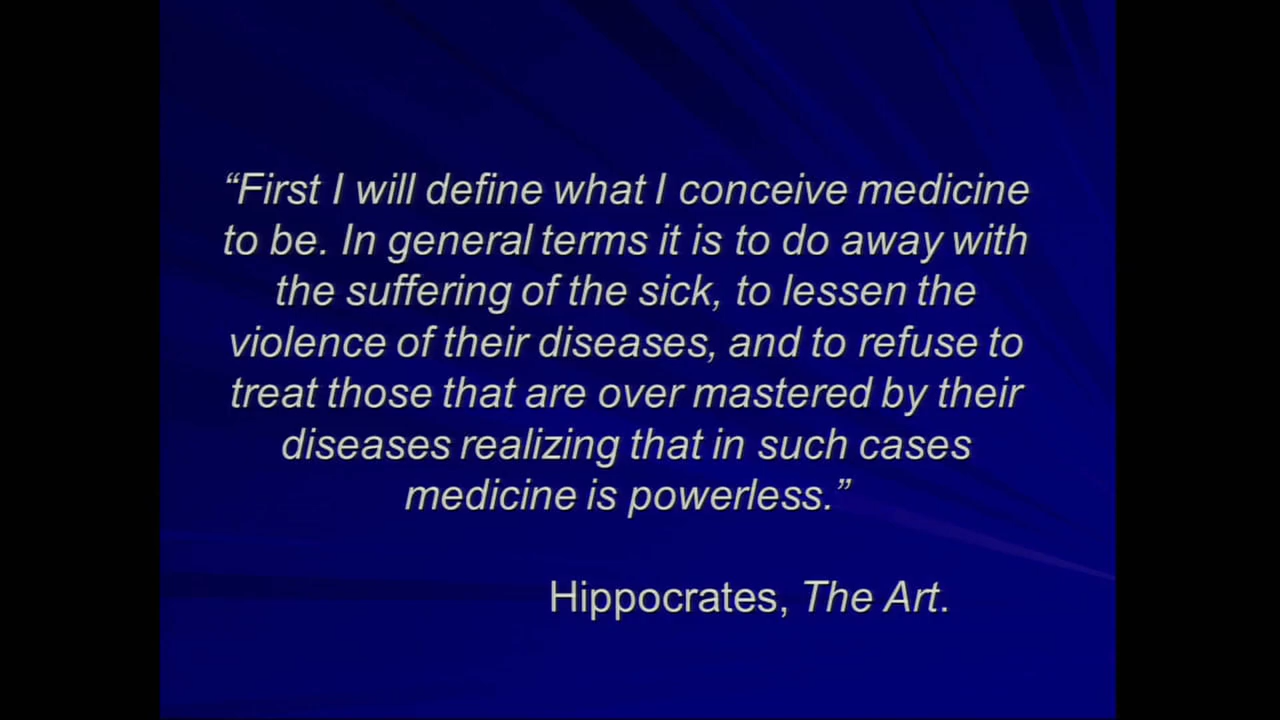 “First I will define what I conceive medicine
to be. In general terms it is to do away with
the suffering of the sick, to lessen the
violence of their diseases, and to refuse to
treat those that are over mastered by their
diseases realizing that in such cases
medicine is powerless.”
Hippocrates, The Art.